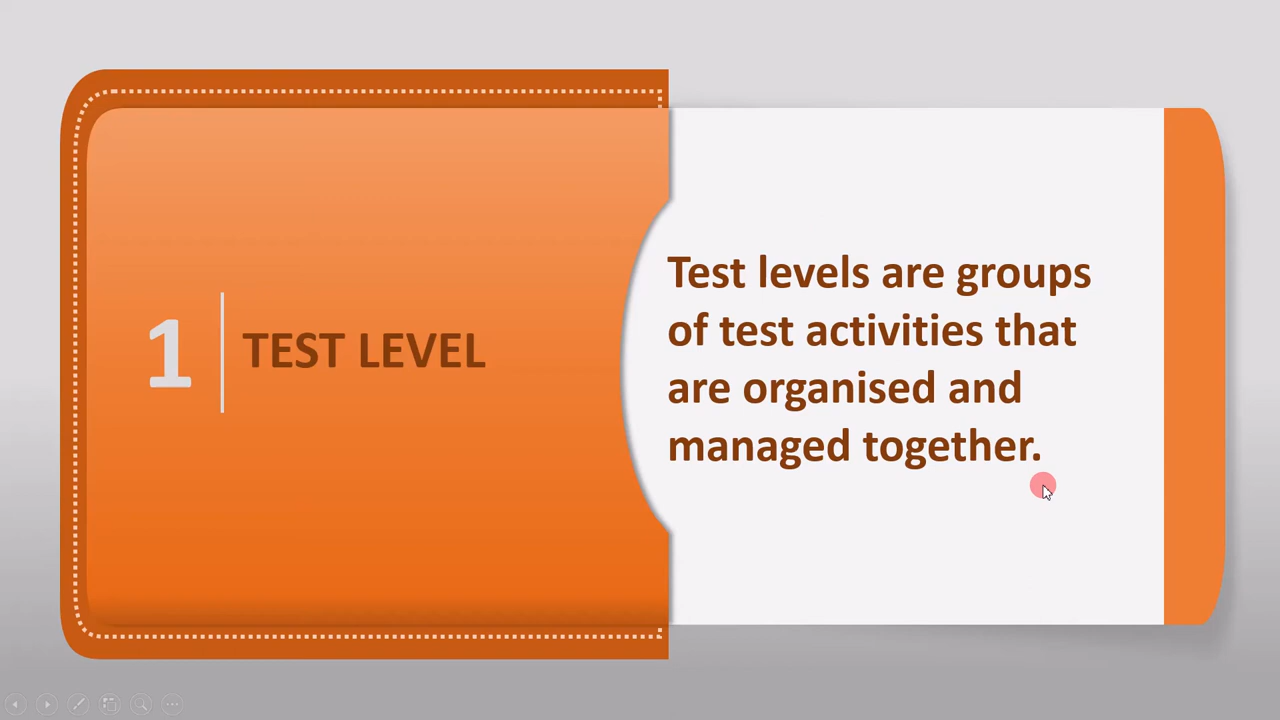 1
TEST LEVEL
Test levels are groups
of test activities that
are organised and
managed together.